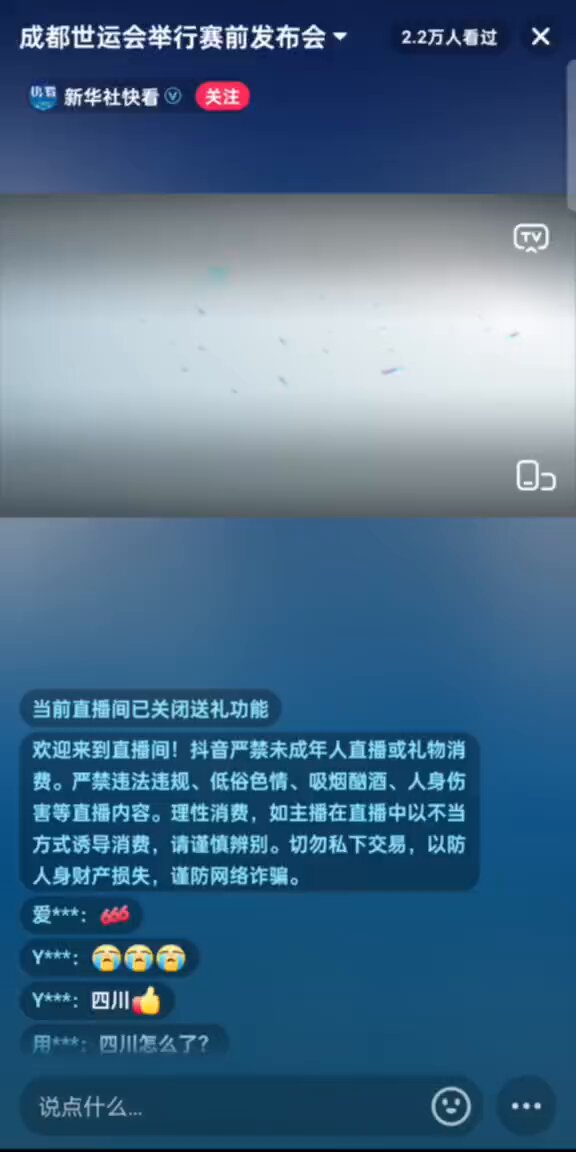 成都世运会举行赛前发布会
2.2万人看过
新华社快看
关注
TV
当前直播间已关闭送礼功能
欢迎来到直播间！抖音严禁未成年人直播或礼物消
费。严禁违法违规、低俗色情、吸烟酗酒、人身伤
害等直播内容。理性消费，如主播在直播中以不当
方式诱导消费，请谨慎辨别。切勿私下交易，以防
人身财产损失，谨防网络诈骗。
爱***：666
Y***：😭😭😭
Y***：四川👍
用***：四川怎么了？
说点什么...